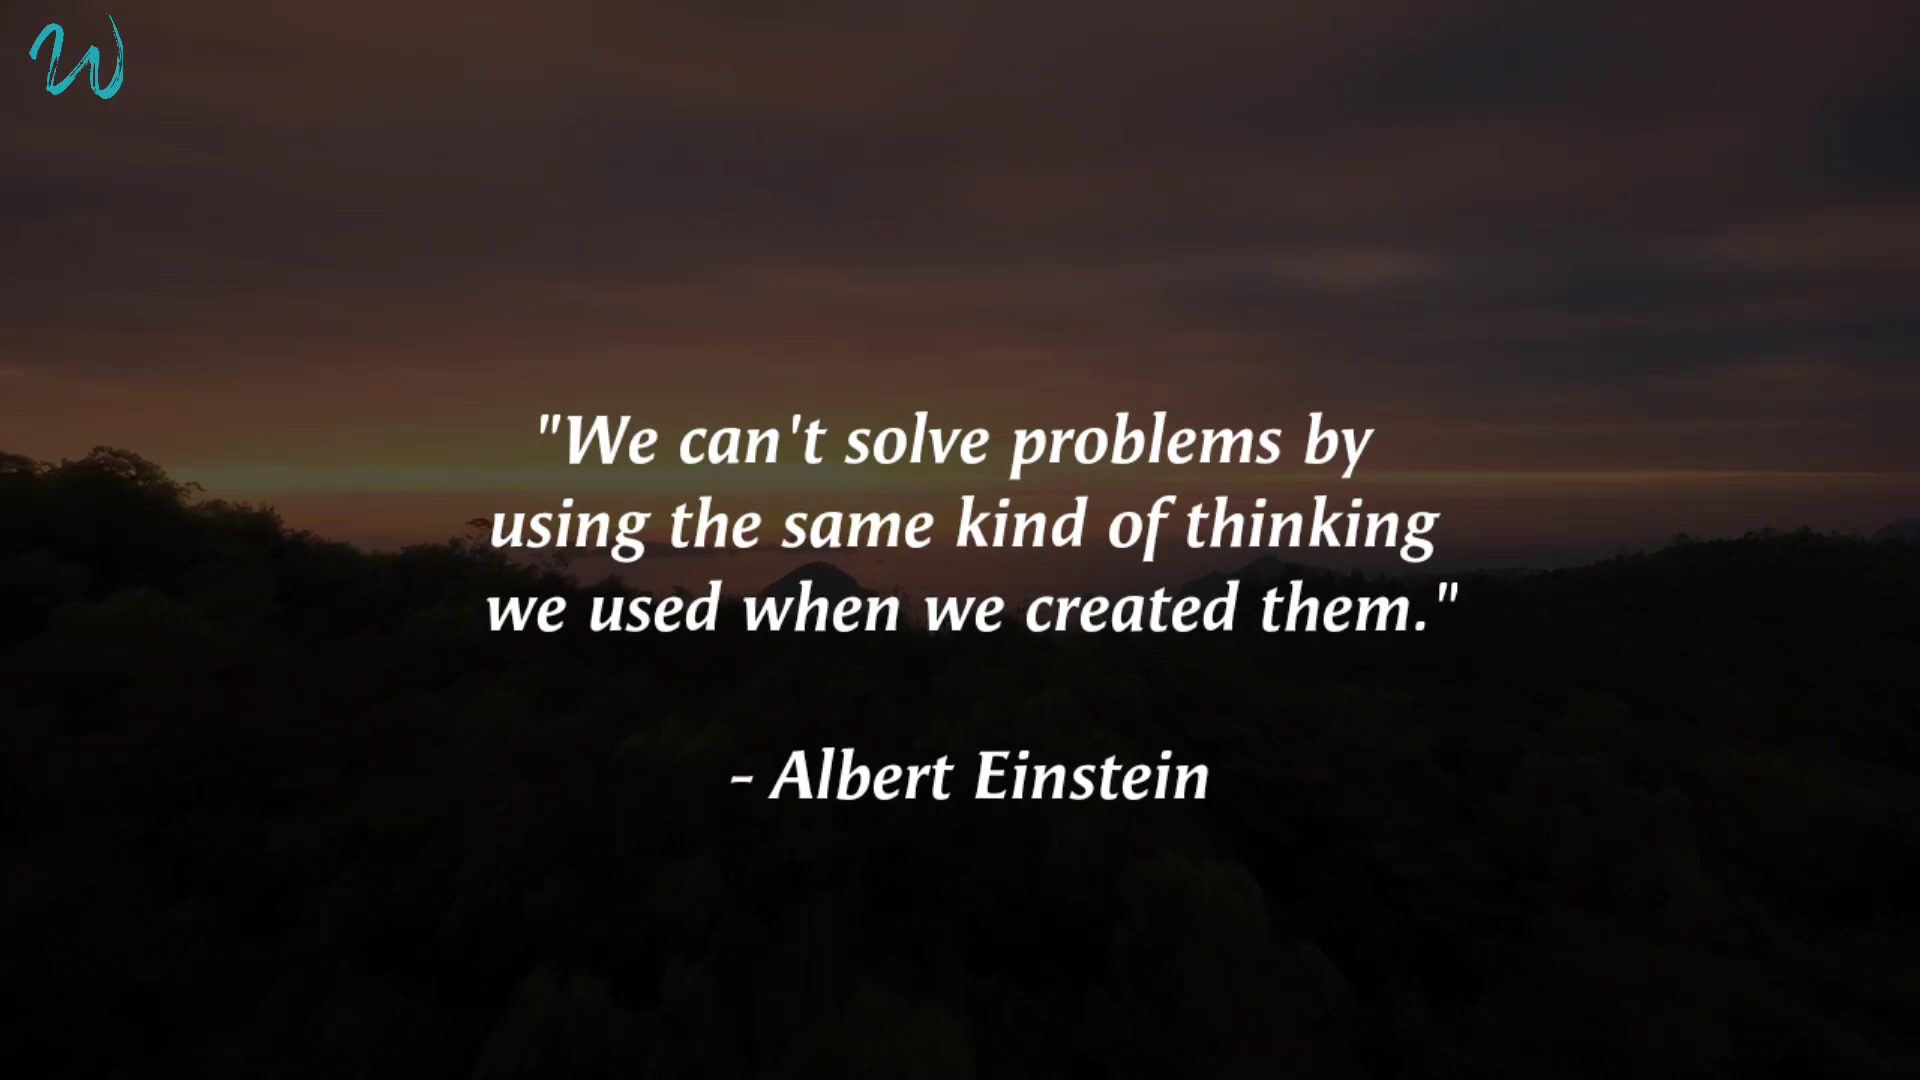 W
"We can't solve problems by
using the same kind of thinking
we used when we created them."
- Albert Einstein